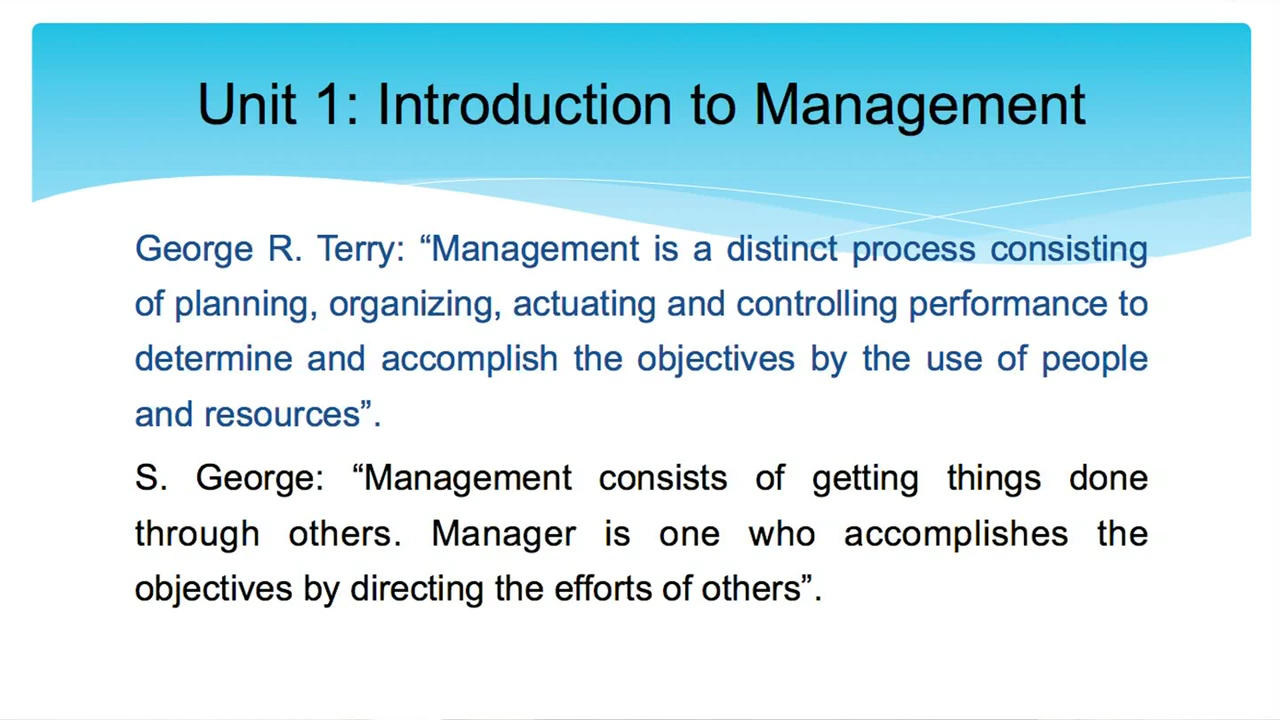 Unit 1: Introduction to Management
George R. Terry: “Management is a distinct process consisting
of planning, organizing, actuating and controlling performance to
determine and accomplish the objectives by the use of people
and resources”.
S. George: “Management consists of getting things done
through others. Manager is one who accomplishes the
objectives by directing the efforts of others”.